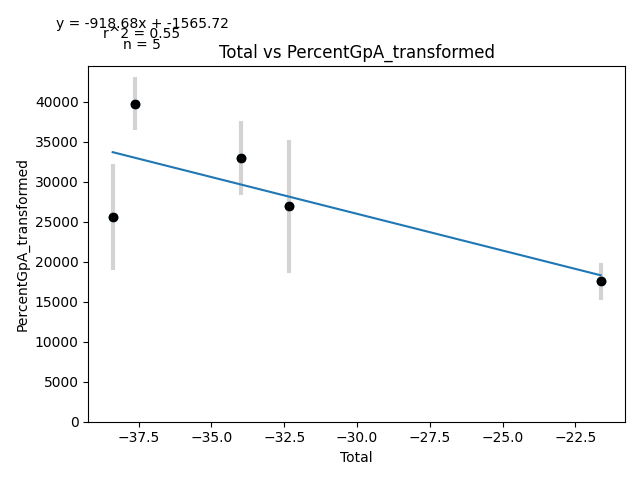 y = -918.68x + -1565.72
r^2 = 0.55
n = 5
Total vs PercentGpA_transformed
PercentGpA_transformed
40000
35000
30000
25000
20000
15000
10000
5000
0
−37.5 −35.0 −32.5 −30.0 −27.5 −25.0 −22.5
Total